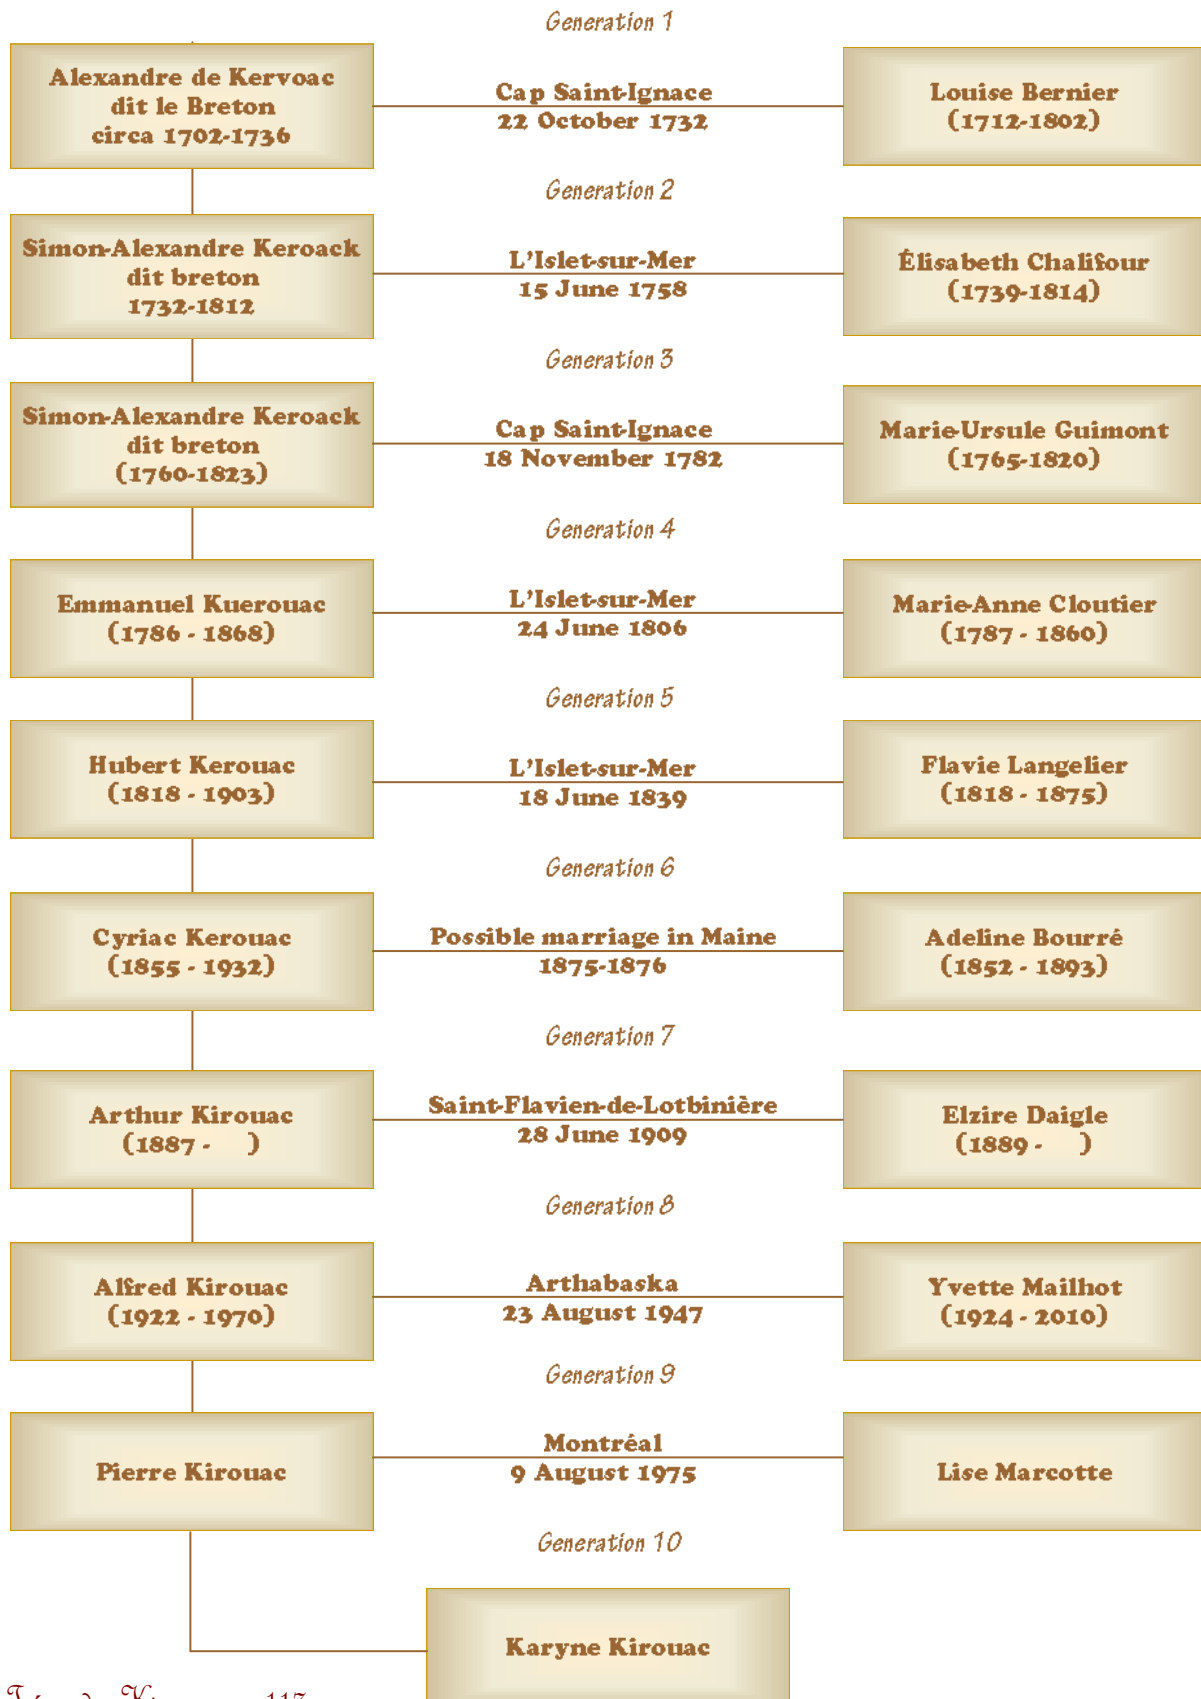 Generation 1
Alexandre de Kervoac
dit le Breton
circa 1702-1736
Cap Saint-Ignace
22 October 1732
Louise Bernier
(1712-1802)
Generation 2
Simon-Alexandre Keroack
dit breton
1732-1812
L'Islet-sur-Mer
15 June 1758
Élisabeth Chalifour
(1739-1814)
Generation 3
Simon-Alexandre Keroack
dit breton
(1760-1823)
Cap Saint-Ignace
18 November 1782
Marie-Ursule Guimont
(1765-1820)
Generation 4
Emmanuel Kuerouac
(1786 - 1868)
L'Islet-sur-Mer
24 June 1806
Marie-Anne Cloutier
(1787 - 1860)
Generation 5
Hubert Kerouac
(1818 - 1903)
L'Islet-sur-Mer
18 June 1839
Flavie Langelier
(1818 - 1875)
Generation 6
Cyriac Kerouac
(1855 - 1932)
Possible marriage in Maine
1875-1876
Adeline Bourré
(1852 - 1893)
Generation 7
Arthur Kirouac
(1887 - )
Saint-Flavien-de-Lotbinière
28 June 1909
Elzire Daigle
(1889 - )
Generation 8
Alfred Kirouac
(1922 - 1970)
Arthabaska
23 August 1947
Yvette Mailhot
(1924 - 2010)
Generation 9
Pierre Kirouac
Montréal
9 August 1975
Lise Marcotte
Generation 10
Karyne Kirouac
117